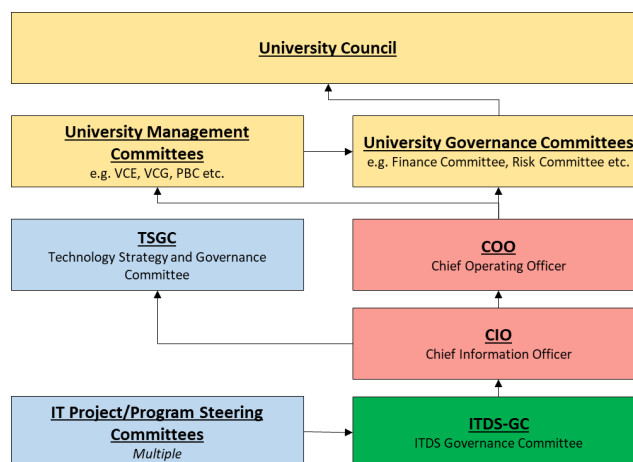 University Council
University Management
Committees
e.g. VCE, VCG, PBC etc.
University Governance Committees
e.g. Finance Committee, Risk Committee etc.
TSGC
Technology Strategy and Governance
Committee
COO
Chief Operating Officer
CIO
Chief Information Officer
IT Project/Program Steering
Committees
Multiple
ITDS-GC
ITDS Governance Committee